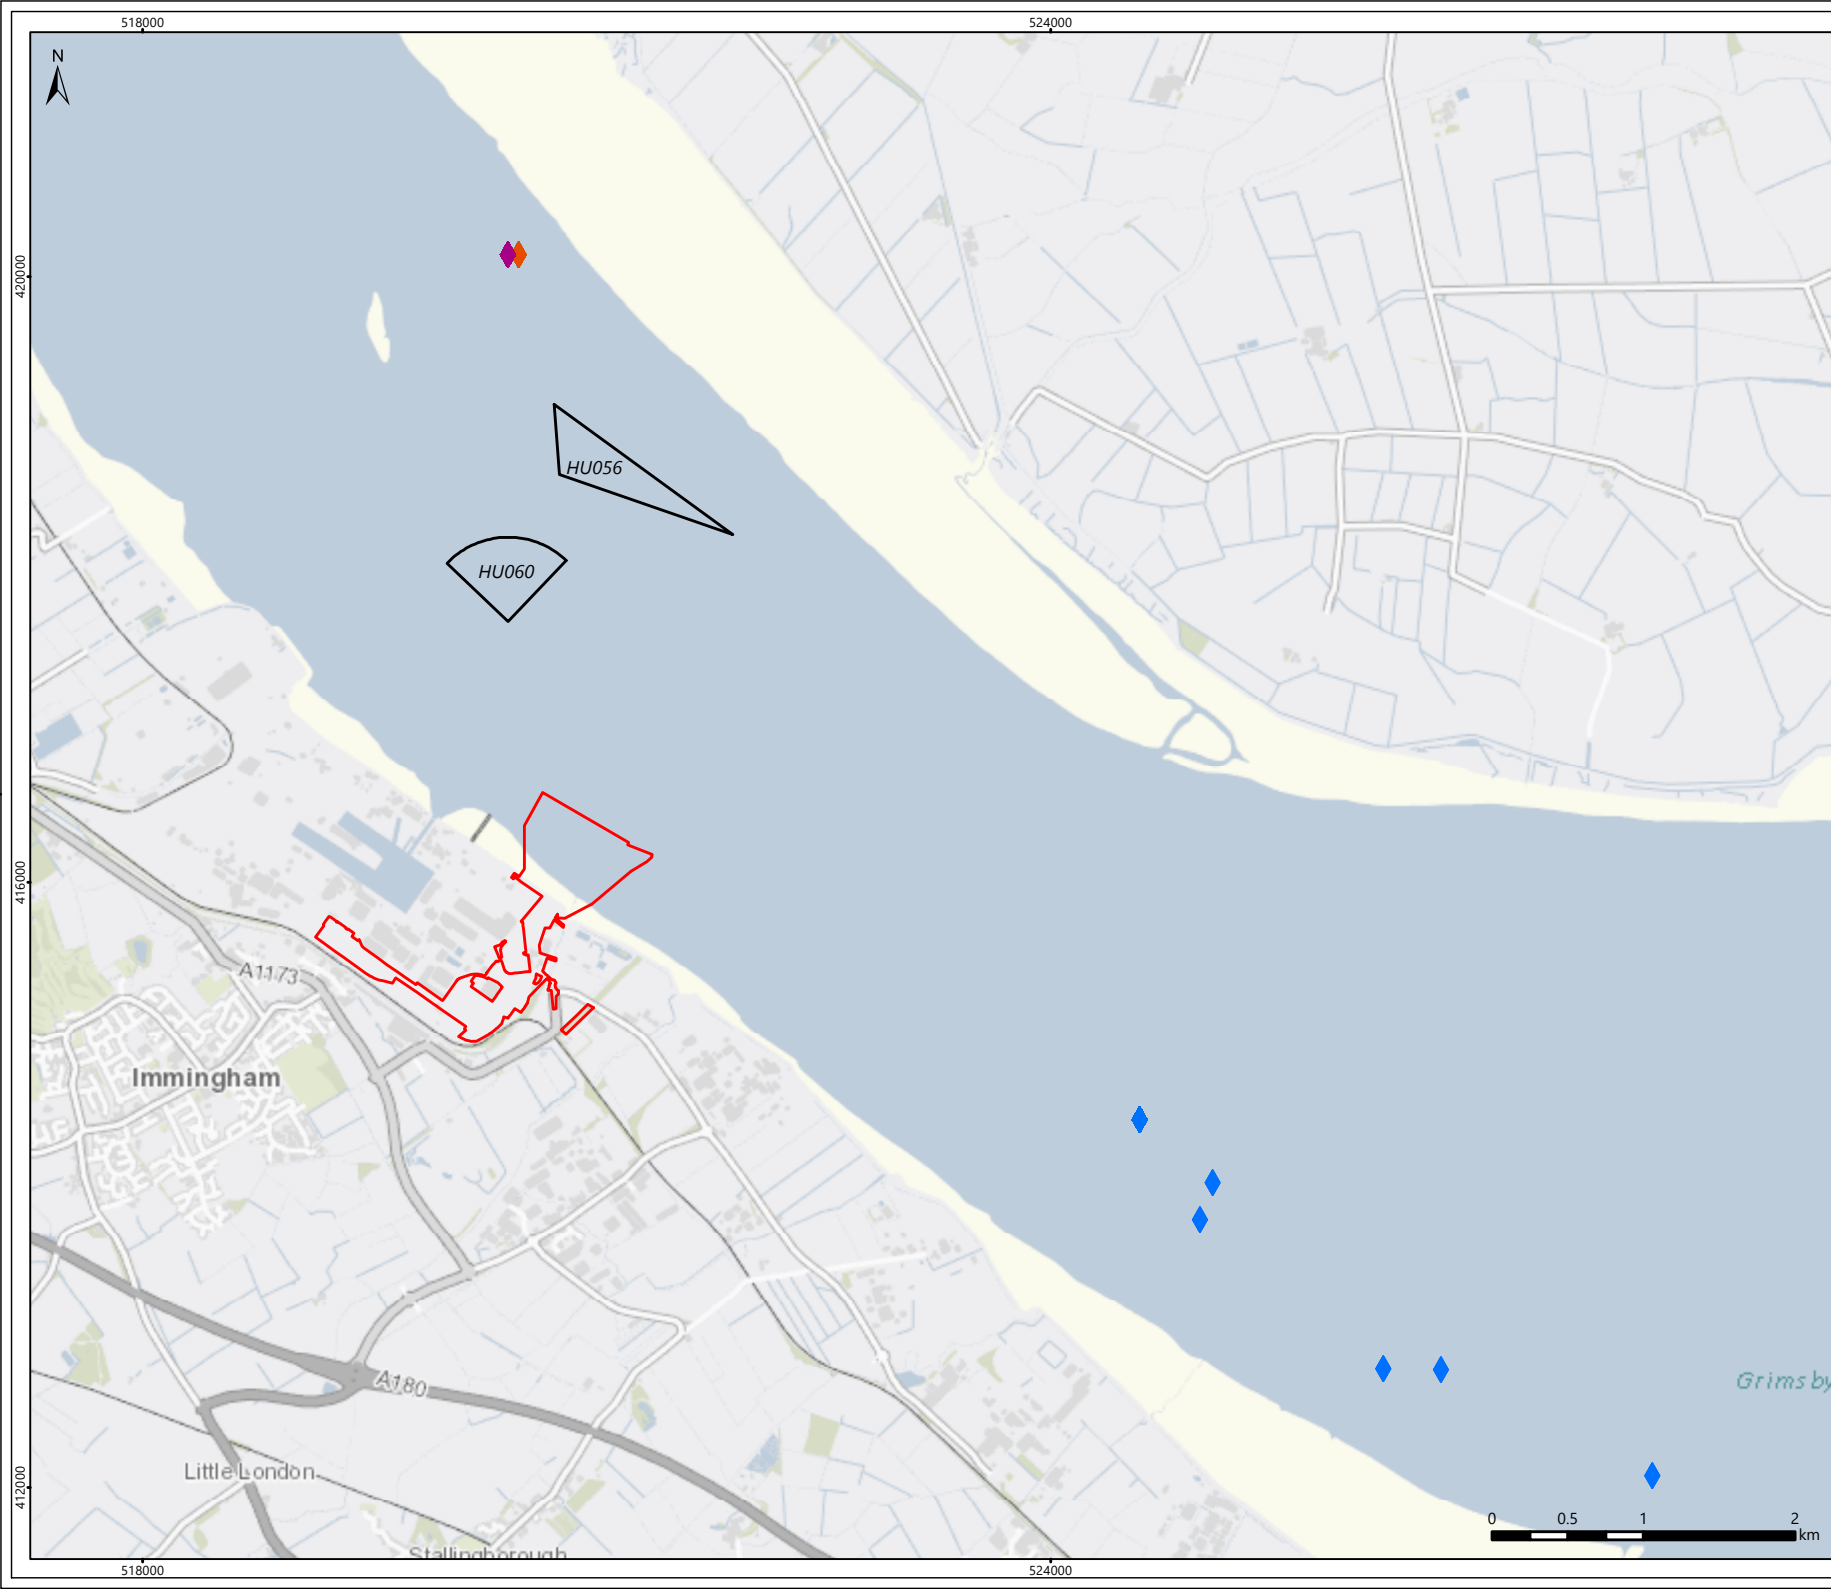 518000
524000
N
420000
HU056
HU060
416000
A1173
Immingham
A180
Grimsby
Little London
412000
0 0.5 1 2
km
Stallingborough
518000
524000